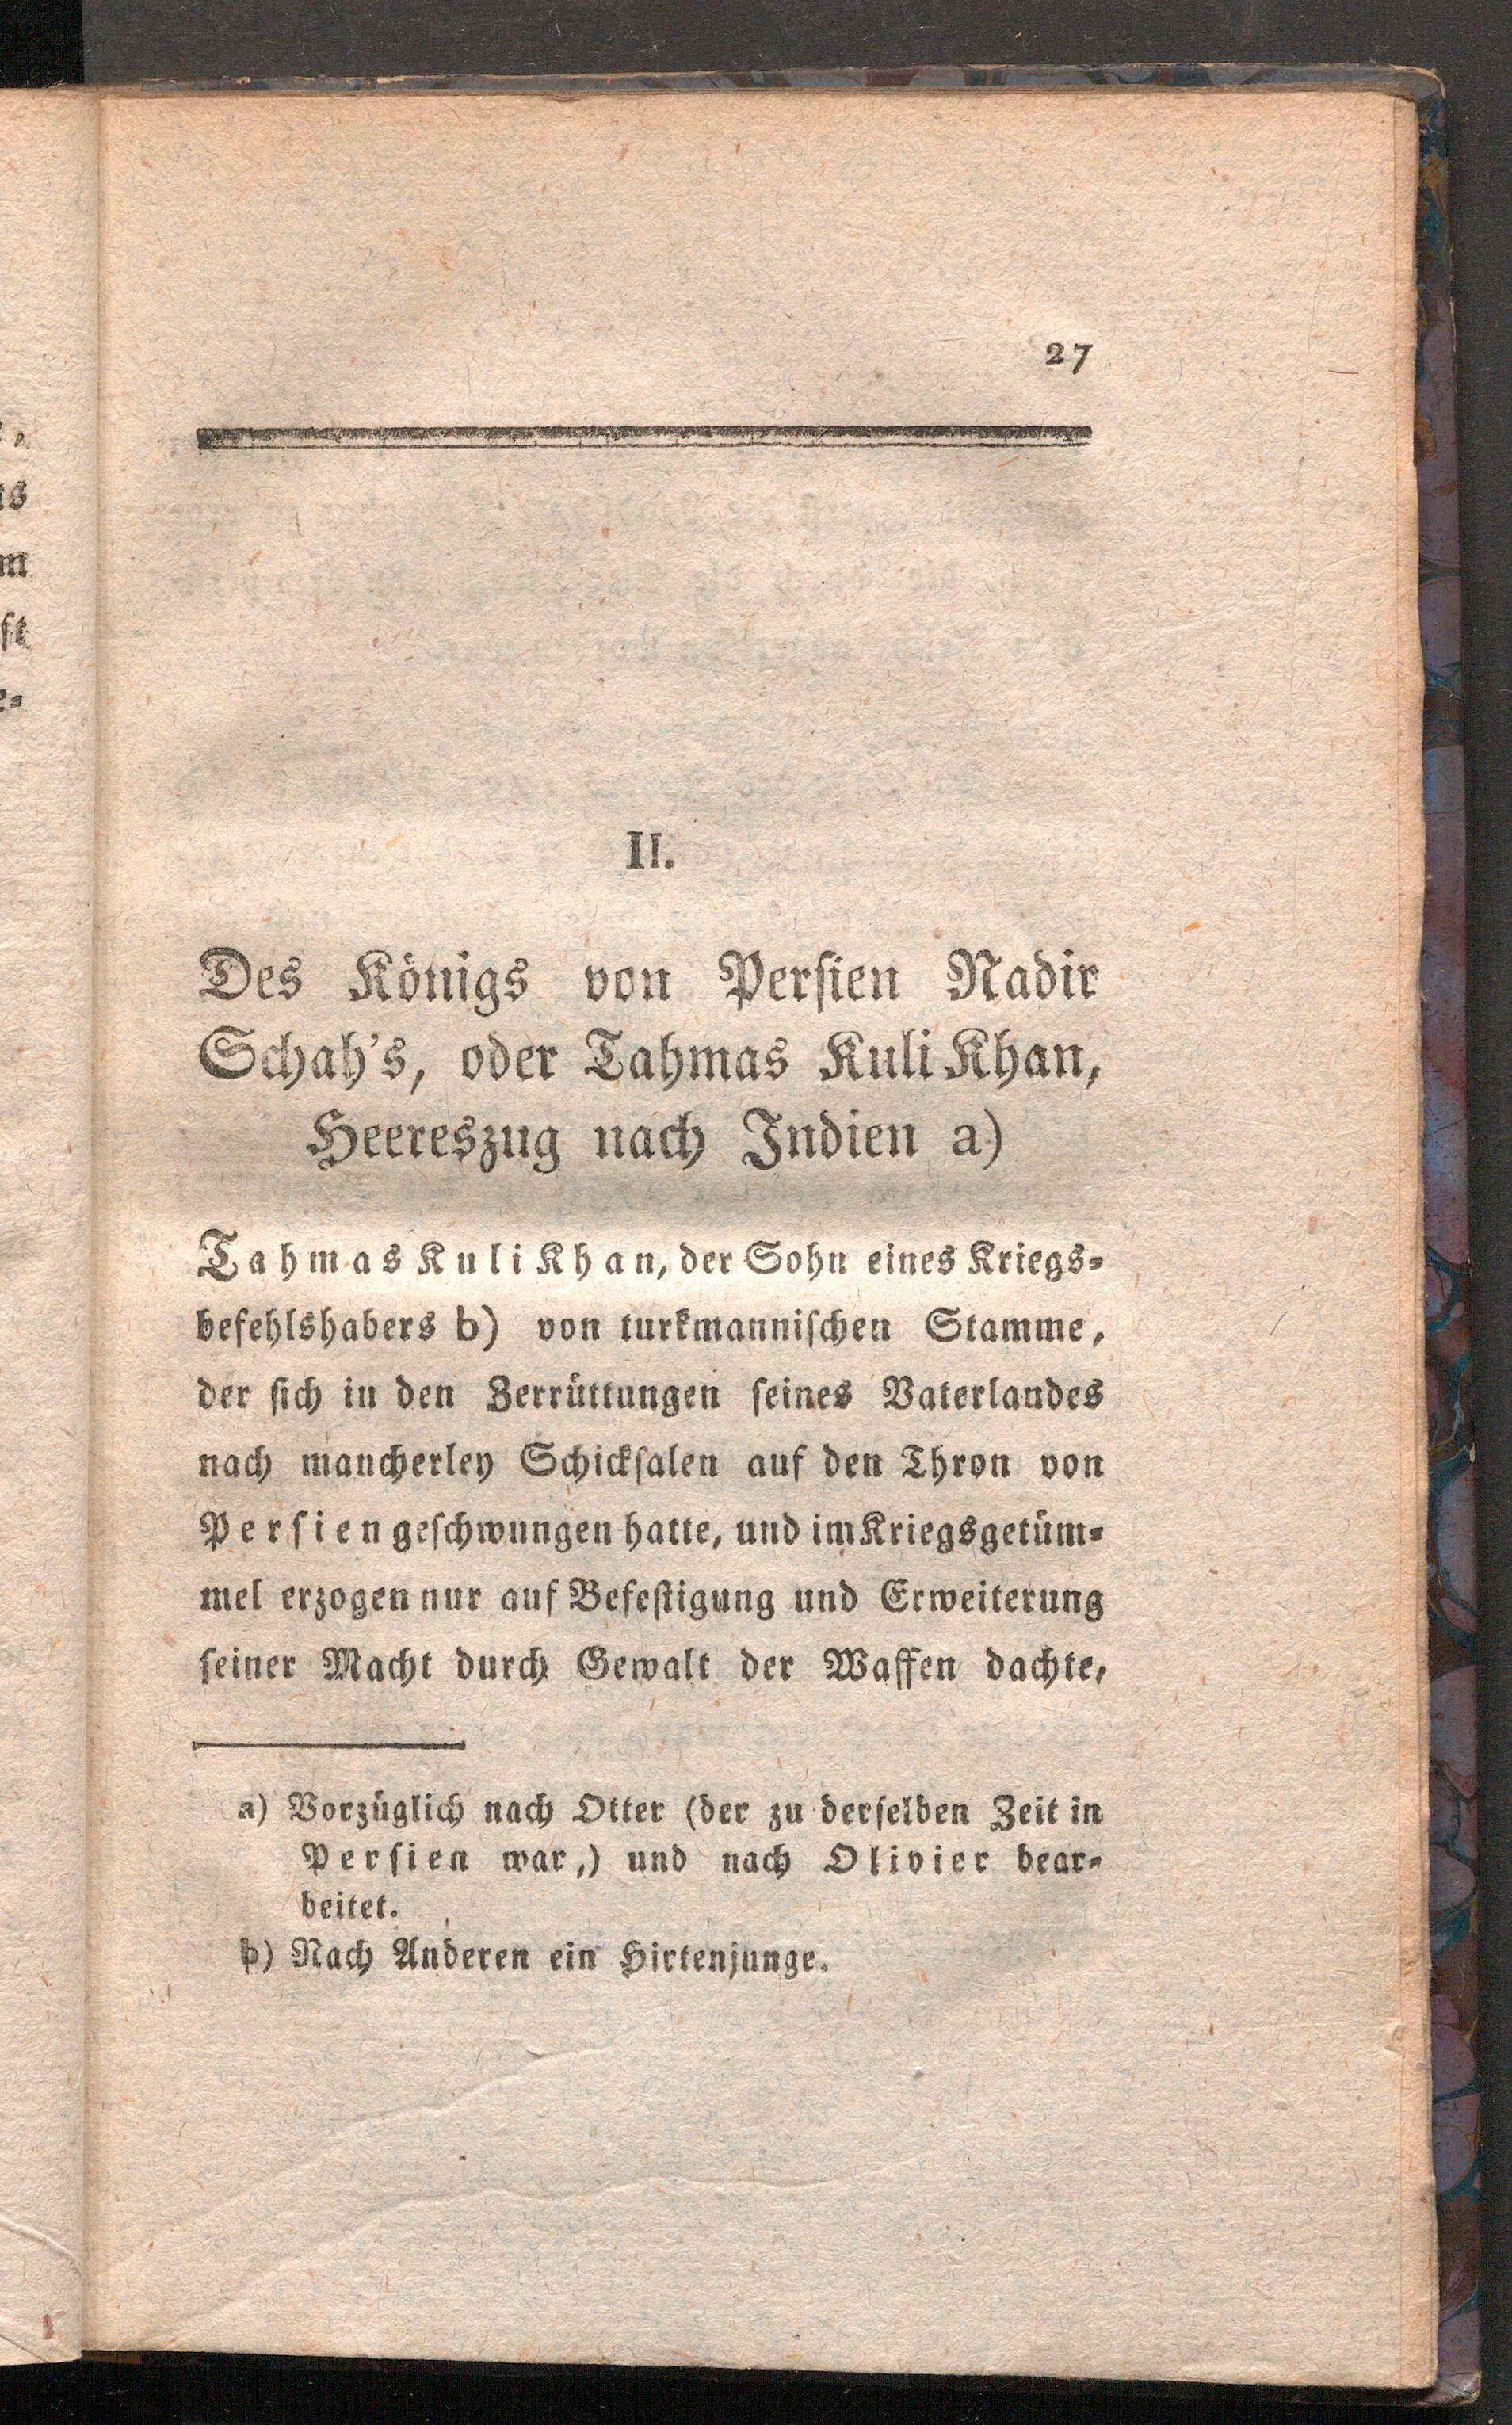 27
II.
Des Königs von Perſien Nadir
Schah's, oder Tahmas Kuli Khan,
Heereszug nach Indien a)
Tahmas Kuli Khan, der Sohn eines Kriegs-
befehlshabers b) von turkmanniſchen Stamme,
der ſich in den Zerrüttungen ſeines Vaterlandes
nach mancherley Schickſalen auf den Thron von
Perſien geſchwungen hatte, und im Kriegsgetüm-
mel erzogen nur auf Befeſtigung und Erweiterung
ſeiner Macht durch Gewalt der Waffen dachte,
a) Vorzüglich nach Otter (der zu derſelben Zeit in
Perſien war,) und nach Olivier bear-
beitet.
b) Nach Anderen ein Hirtenjunge.